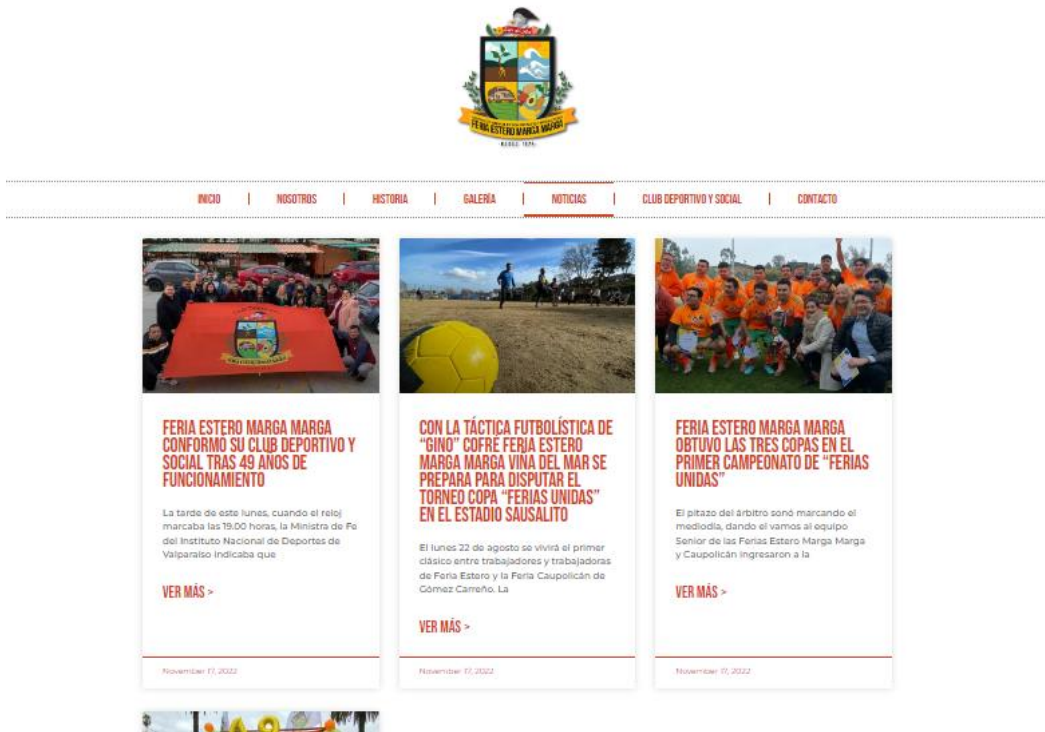 FERIA ESTERO MARGA MARGA
INICIO
NOSOTROS
HISTORIA
GALERÍA
NOTICIAS
CLUB DEPORTIVO Y SOCIAL
CONTACTO
FERIA ESTERO MARGA MARGA
CONFORMÓ SU CLUB DEPORTIVO Y
SOCIAL TRAS 49 AÑOS DE
FUNCIONAMIENTO
La tarde de este lunes, cuando el reloj
marcaba las 19.00 horas, la Ministra de Fe
del Instituto Nacional de Deportes de
Valparaíso indicaba que
VER MÁS >
November 17, 2022
CON LA TÁCTICA FUTBOLÍSTICA DE
“GINO” COFRÉ FERIA ESTERO
MARGA MARGA VIÑA DEL MAR SE
PREPARA PARA DISPUTAR EL
TORNEO COPA “FERIAS UNIDAS”
EN EL ESTADIO SAUSALITO
El lunes 22 de agosto se vivirá el primer
clásico entre trabajadores y trabajadoras
de Feria Estero y la Feria Caupolicán de
Gómez Carreño. La
VER MÁS >
November 17, 2022
FERIA ESTERO MARGA MARGA
OBTUVO LAS TRES COPAS EN EL
PRIMER CAMPEONATO DE “FERIAS
UNIDAS”
El pitazo del árbitro sonó marcando el
mediodía, dando el vamos al equipo
Senior de las Ferias Estero Marga Marga
y Caupolicán ingresaron a la
VER MÁS >
November 17, 2022